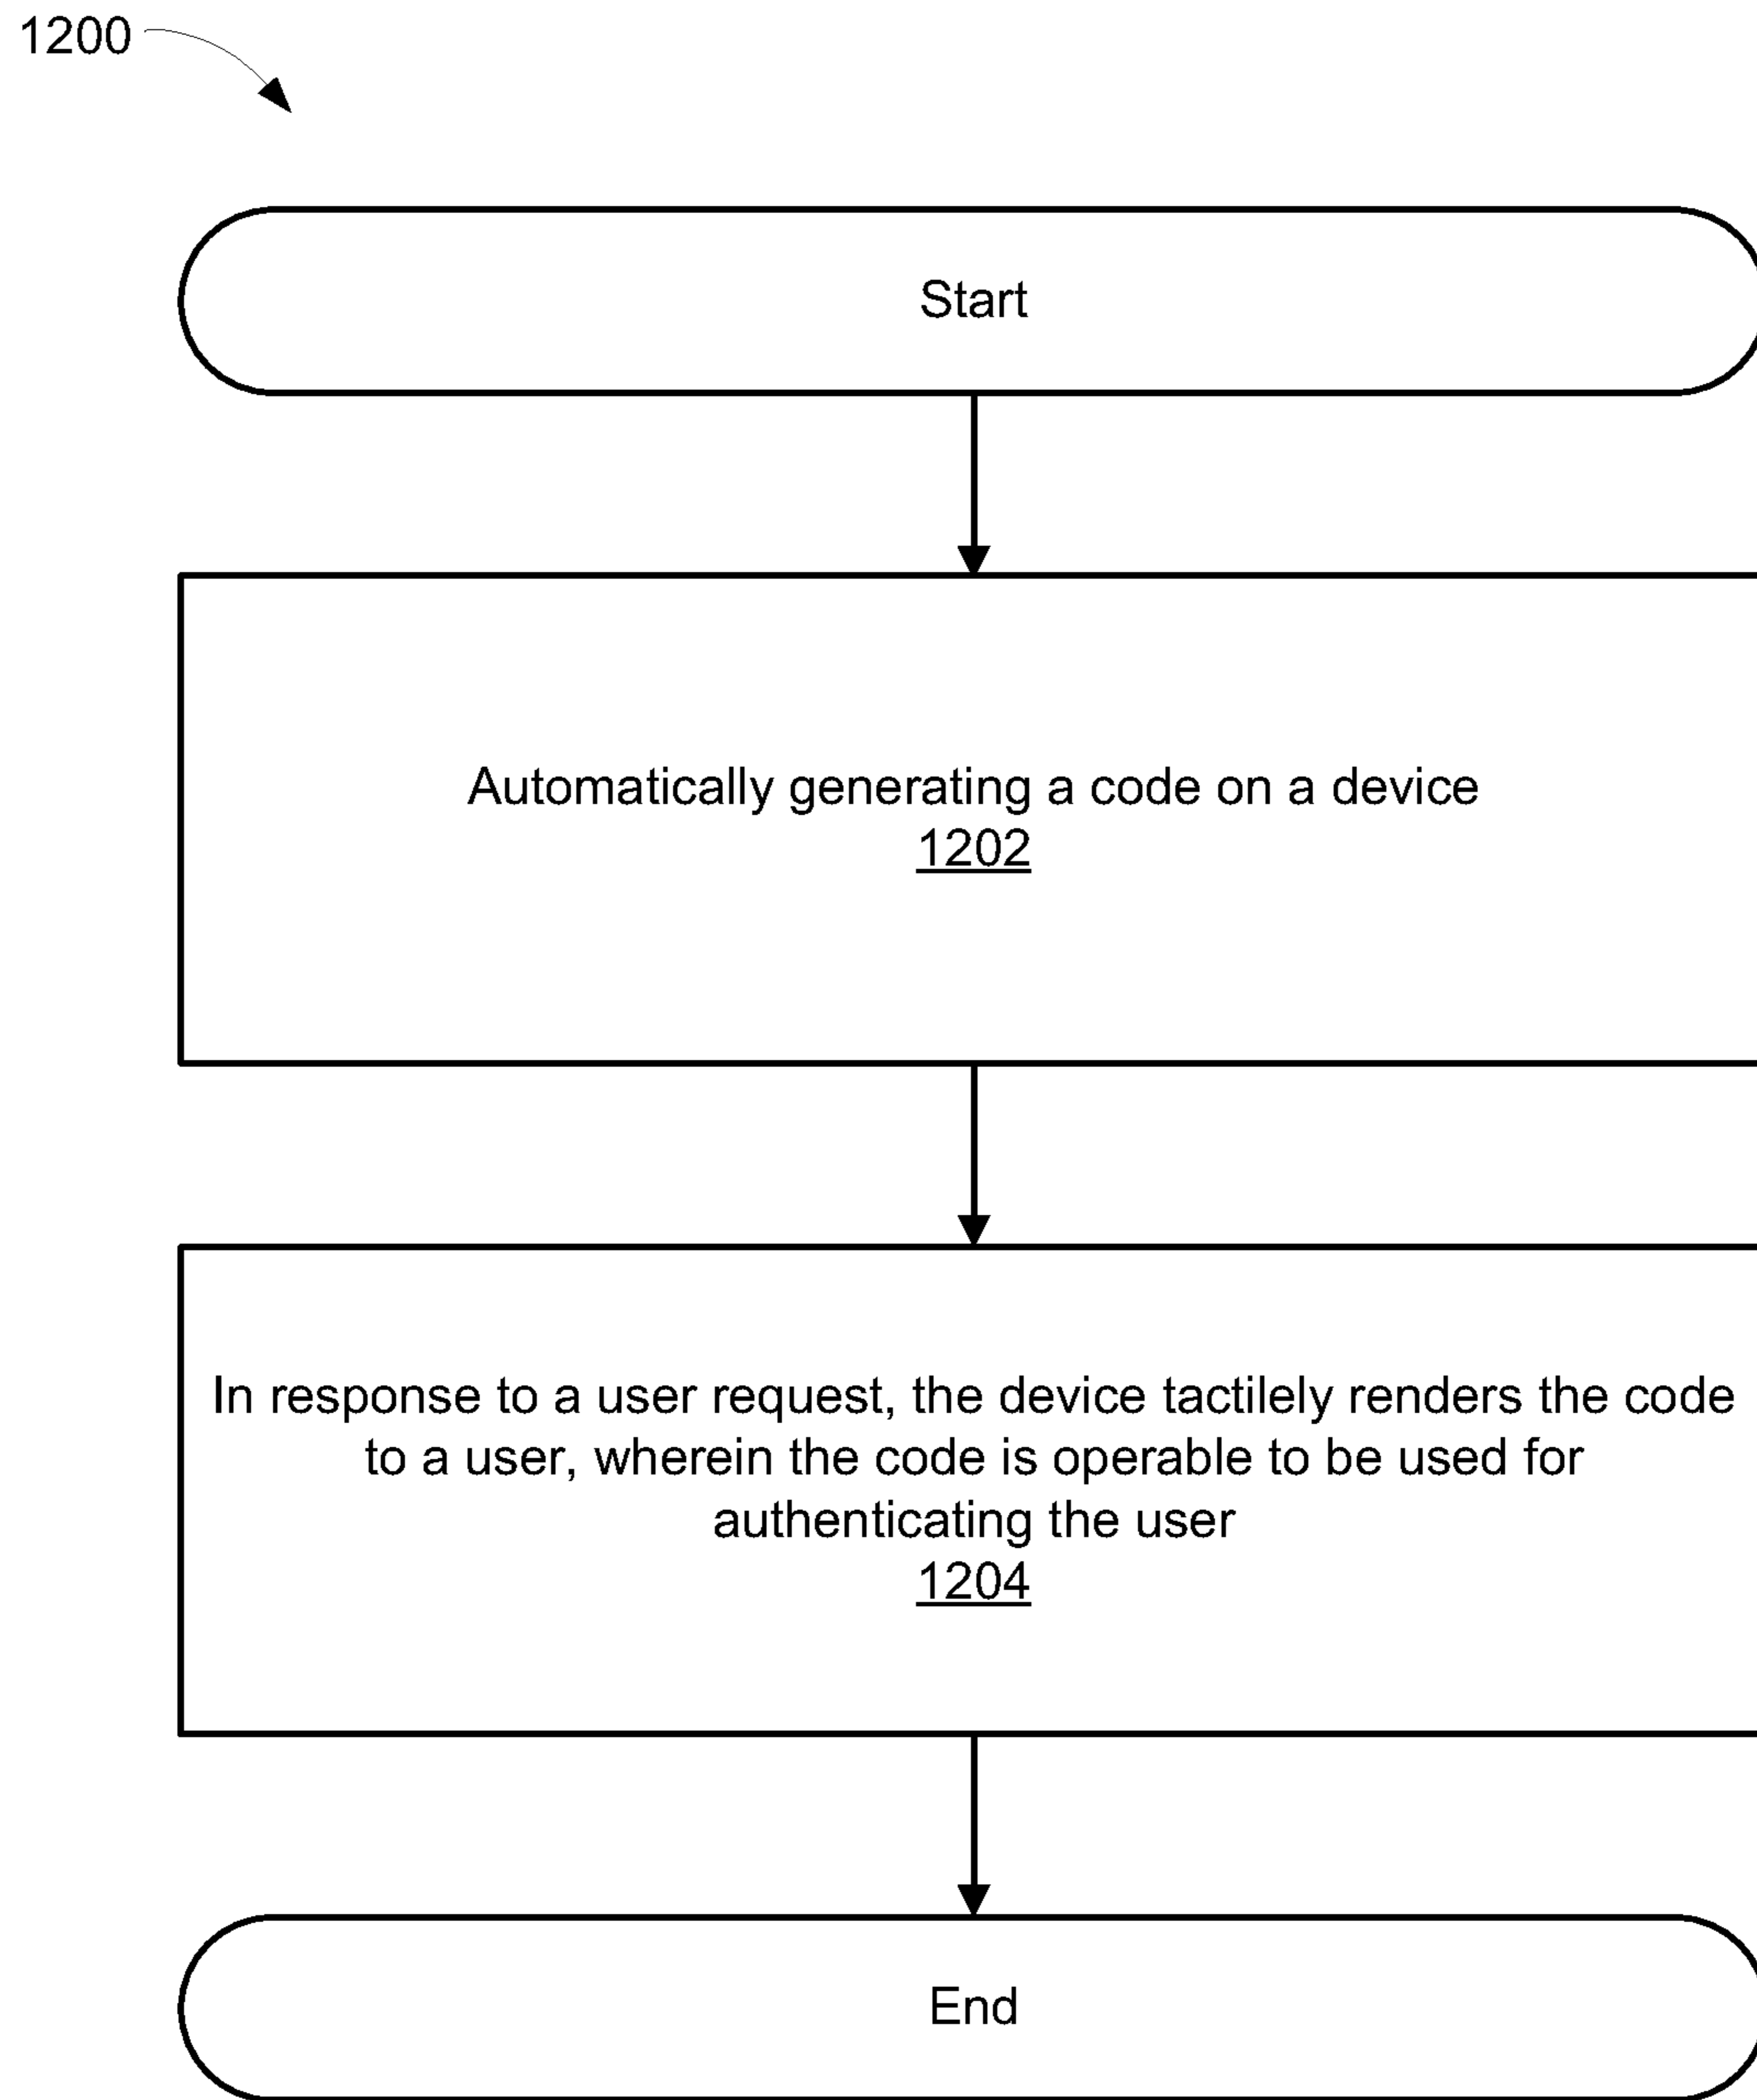 1200
Start
Automatically generating a code on a device
1202
In response to a user request, the device tactilely renders the code
to a user, wherein the code is operable to be used for
authenticating the user
1204
End